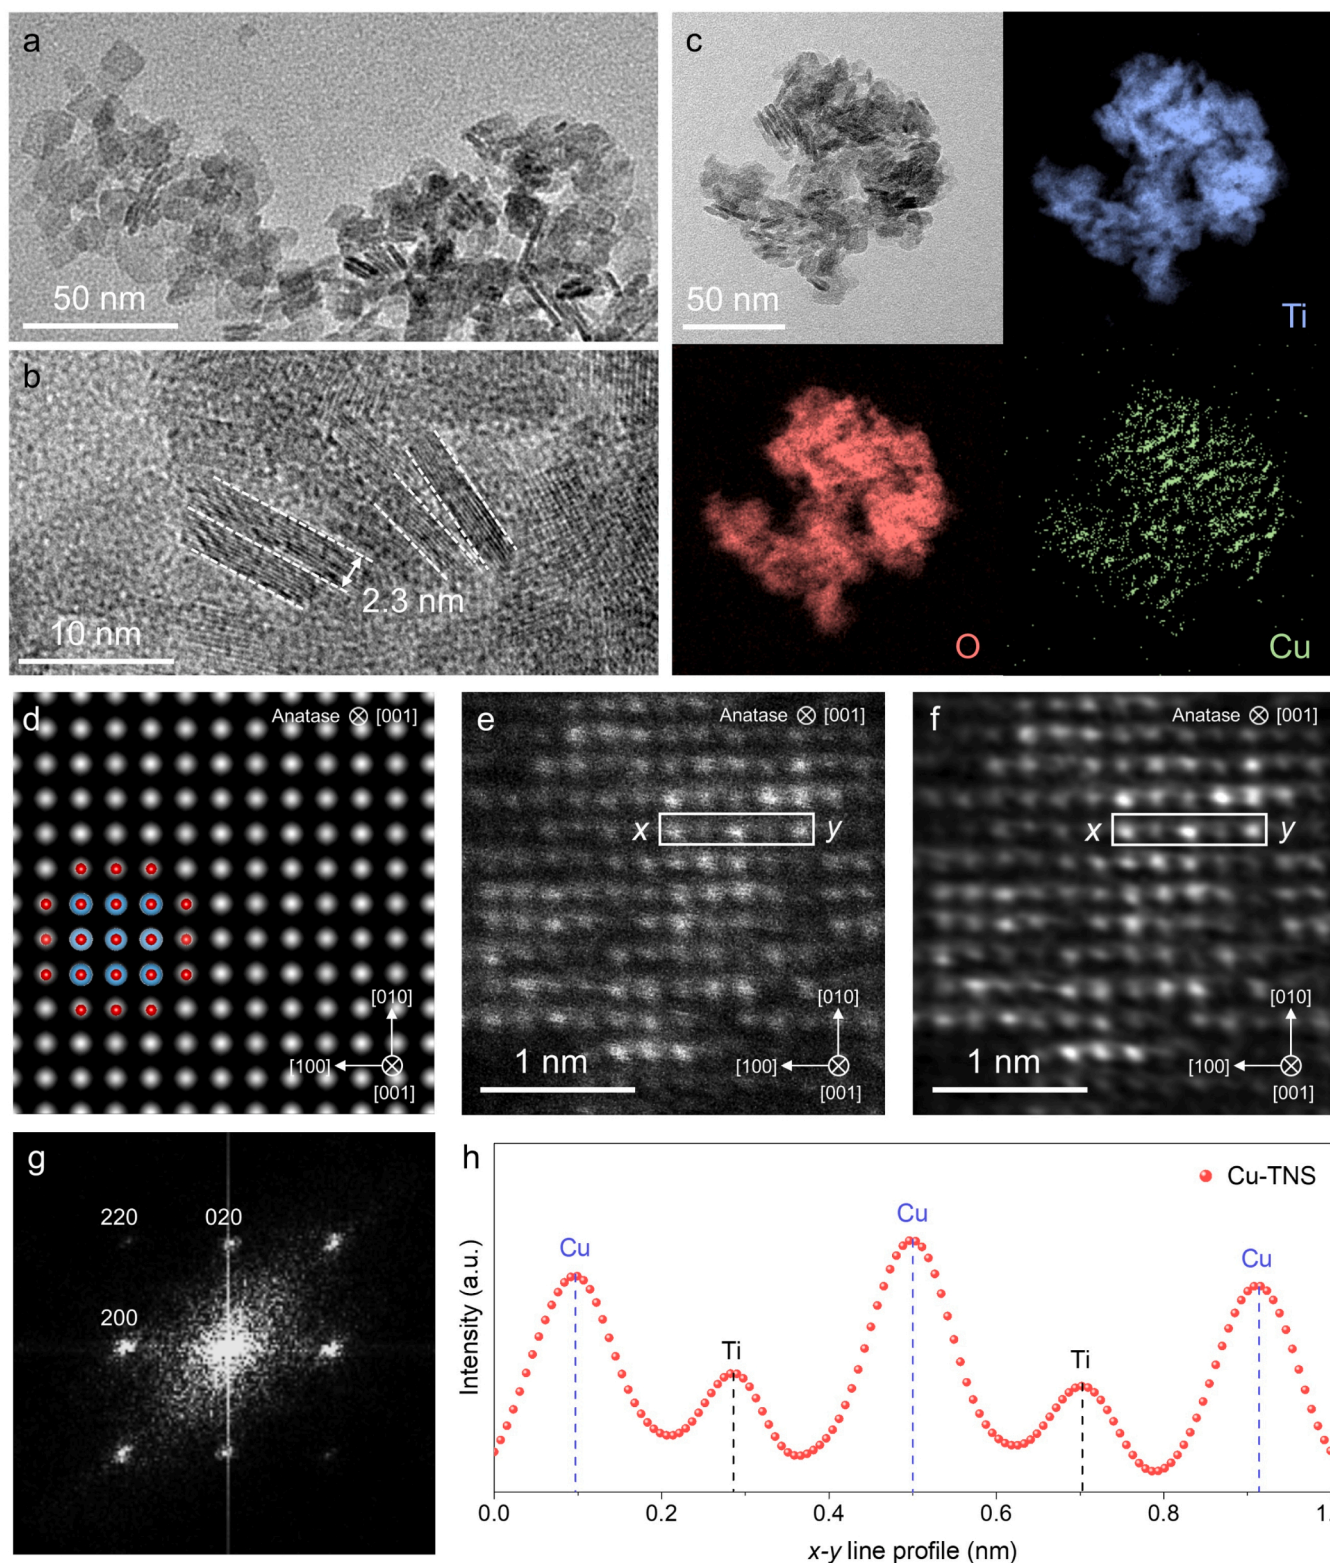 a
50 nm
b
2.3 nm
10 nm
c
50 nm
Ti
O
Cu
d
Anatase ⊗ [001]
[010]
[100]
[001]
e
Anatase ⊗ [001]
x
y
1 nm
[010]
[100]
[001]
f
Anatase ⊗ [001]
x
y
1 nm
[010]
[100]
[001]
g
220
020
200
h
Cu-TNS
Cu
Ti
Cu
Ti
Cu
Intensity (a.u.)
0.0
0.2
0.4
0.6
0.8
1.
x-y line profile (nm)